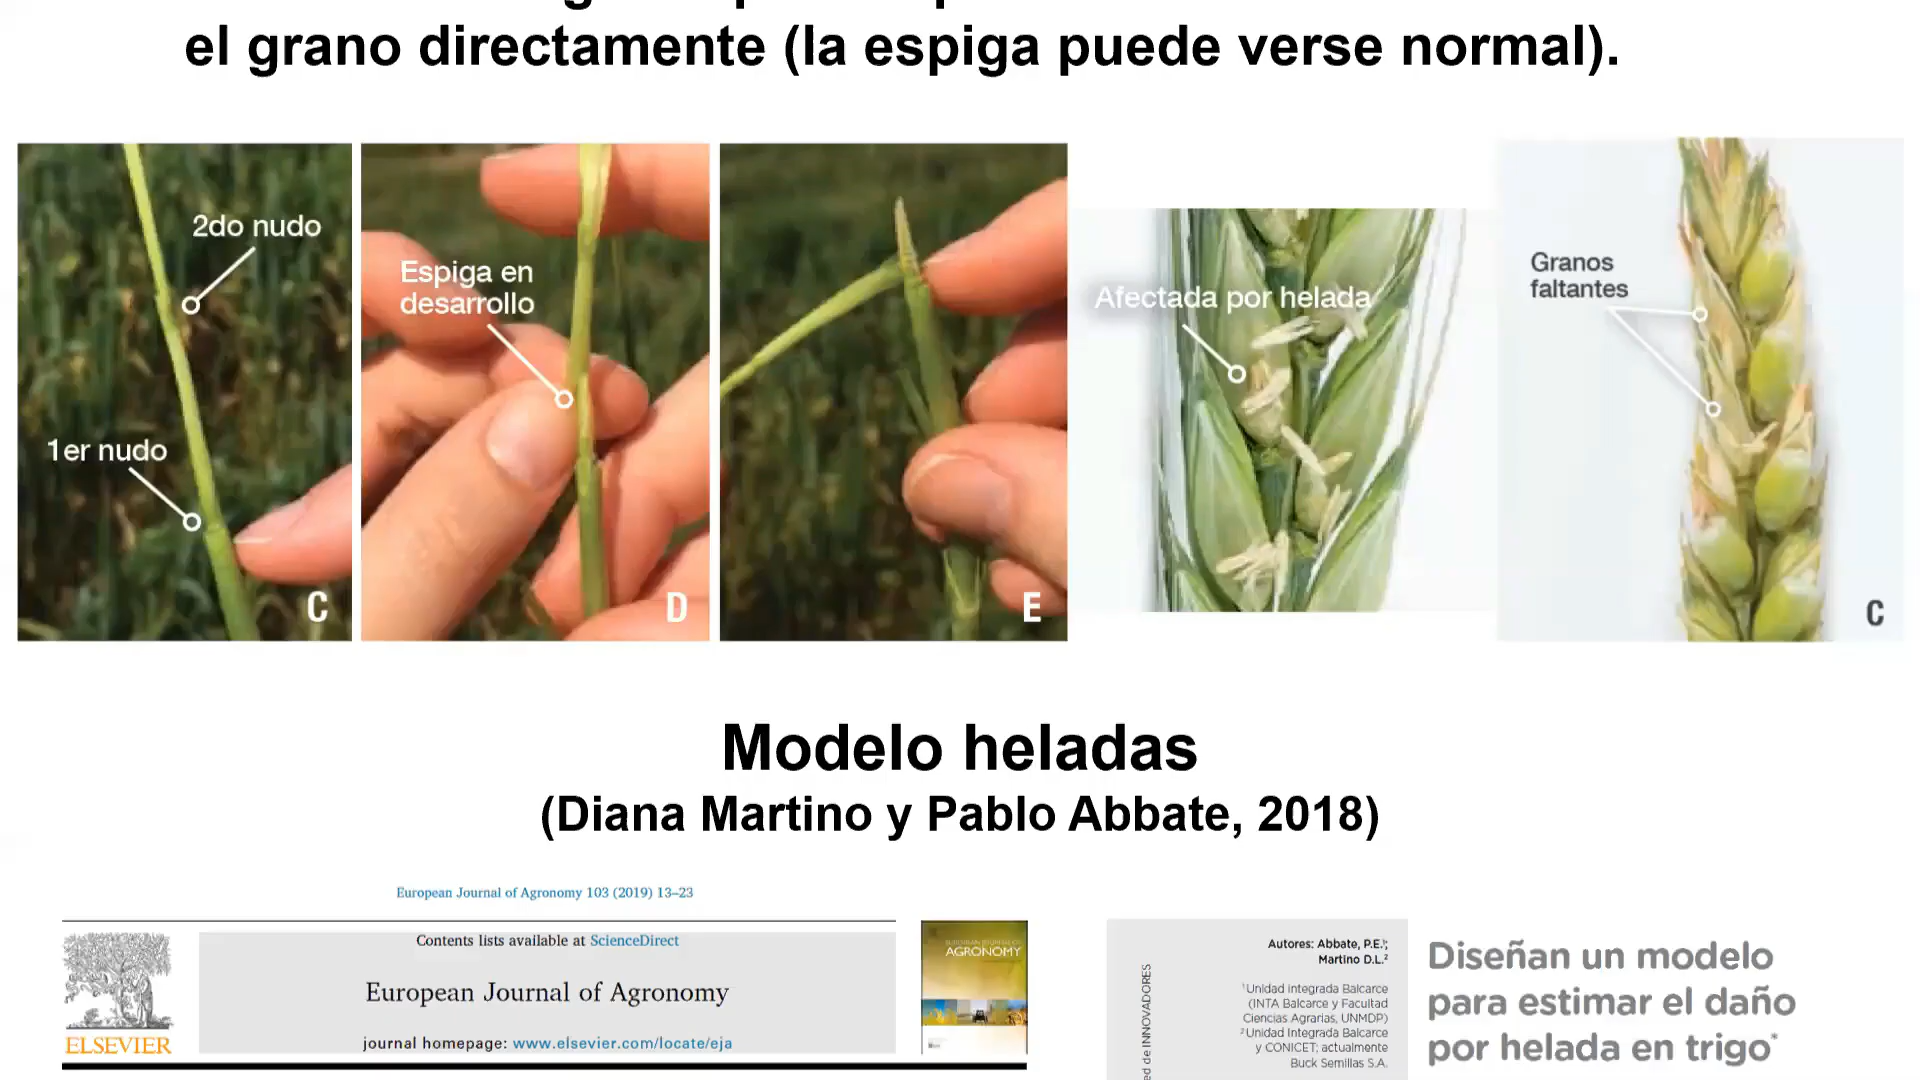 el grano directamente (la espiga puede verse normal).
2do nudo
1er nudo
C
Espiga en
desarrollo
D
E
Afectada por helada
Granos
faltantes
C
Modelo heladas
(Diana Martino y Pablo Abbate, 2018)
European Journal of Agronomy 103 (2019) 13–23
Contents lists available at ScienceDirect
European Journal of Agronomy
journal homepage: www.elsevier.com/locate/eja
ELSEVIER
AGRONOMY
ed de INNOVADORES
Autores: Abbate, P.E.¹;
Martino D.L.²
¹Unidad integrada Balcarce
(INTA Balcarce y Facultad
Ciencias Agrarias, UNMDP)
²Unidad Integrada Balcarce
y CONICET; actualmente
Buck Semillas S.A.
Diseñan un modelo
para estimar el daño
por helada en trigo*